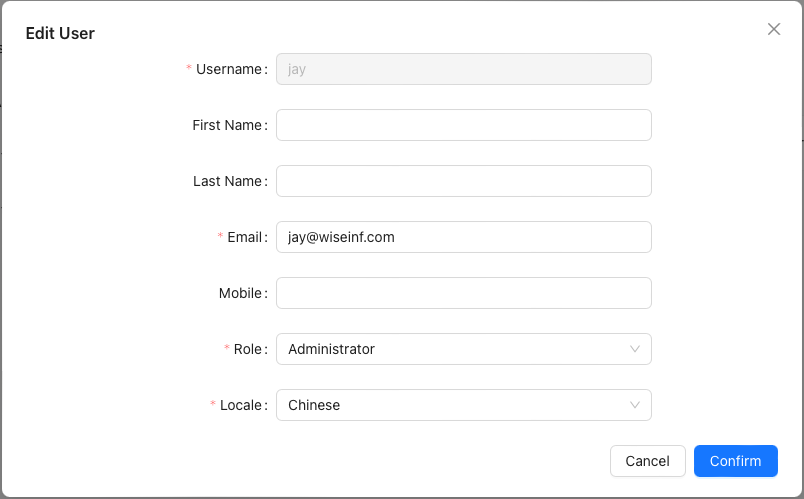 Edit User
* Username: jay
First Name:
Last Name:
* Email: jay@wiseinf.com
Mobile:
* Role: Administrator
* Locale: Chinese
Cancel Confirm